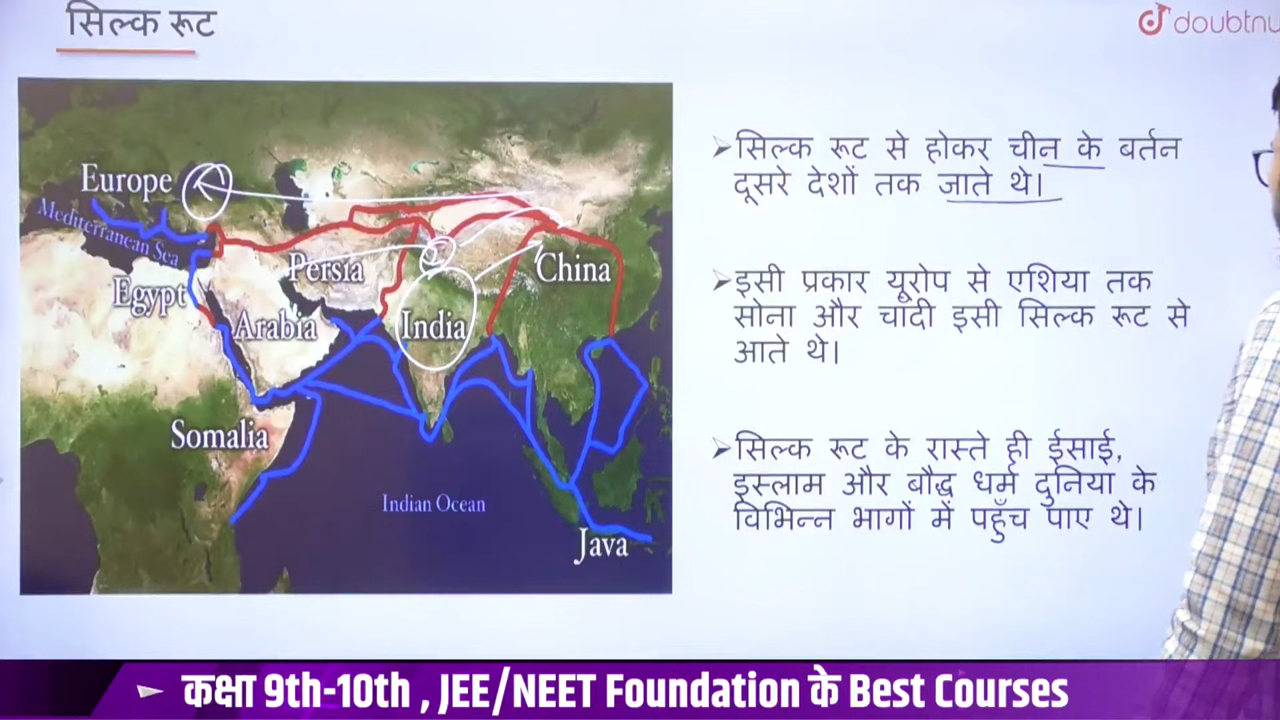 सिल्क रूट
doubtnu
Europe
Mediterranean Sea
Persia
China
Egypt
Arabia
India
Somalia
Indian Ocean
Java
➢सिल्क रूट से होकर चीन के बर्तन
दूसरे देशों तक जाते थे।
➢इसी प्रकार यूरोप से एशिया तक
सोना और चांदी इसी सिल्क रूट से
आते थे।
➢सिल्क रूट के रास्ते ही ईसाई,
इस्लाम और बौद्ध धर्म दुनिया के
विभिन्न भागों में पहुँच पाए थे।
कक्षा 9th-10th , JEE/NEET Foundation के Best Courses